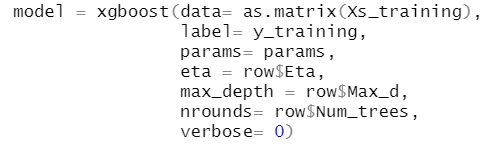 model = xgboost(data= as.matrix(Xs_training),
label= y_training,
params= params,
eta = row$Eta,
max_depth = row$Max_d,
nrounds= row$Num_trees,
verbose= 0)